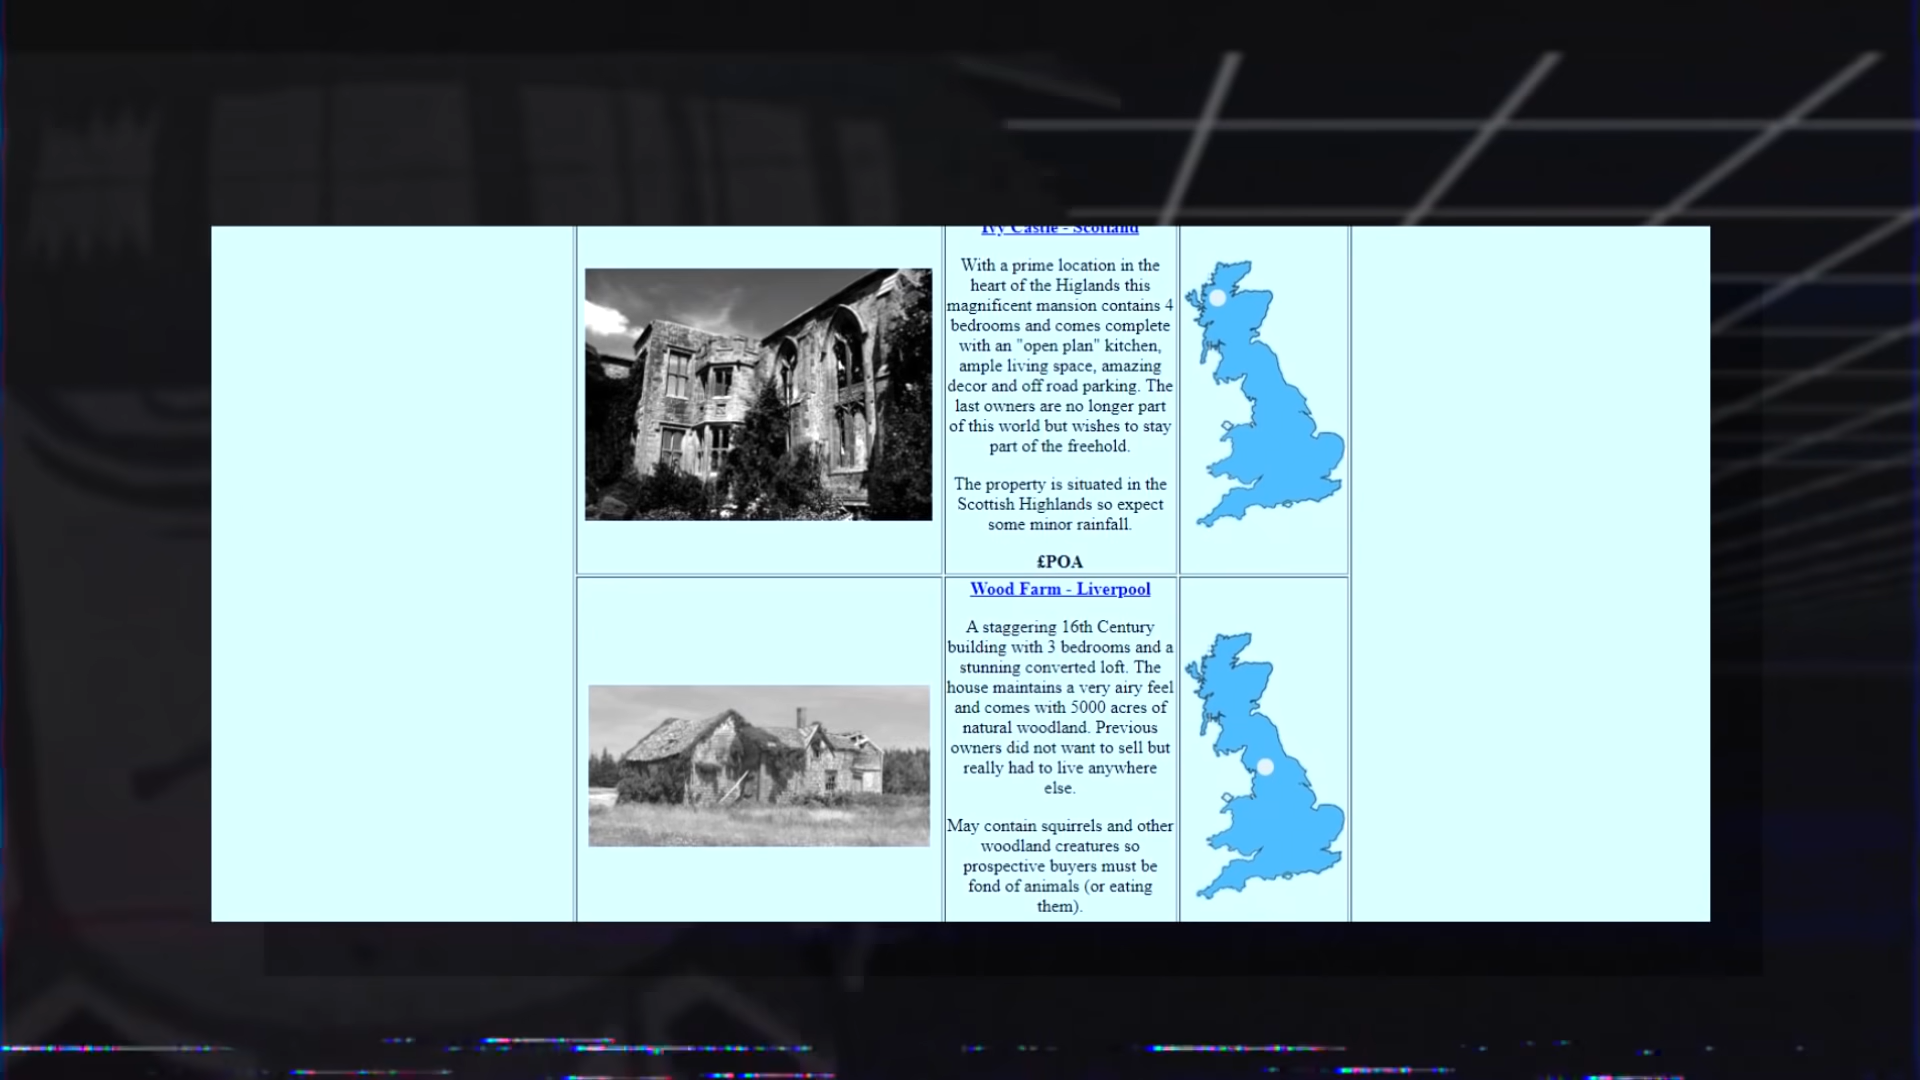 Ivy Castle - Scotland
With a prime location in the
heart of the Higlands this
magnificent mansion contains 4
bedrooms and comes complete
with an "open plan" kitchen,
ample living space, amazing
decor and off road parking. The
last owners are no longer part
of this world but wishes to stay
part of the freehold.
The property is situated in the
Scottish Highlands so expect
some minor rainfall.
£POA
Wood Farm - Liverpool
A staggering 16th Century
building with 3 bedrooms and a
stunning converted loft. The
house maintains a very airy feel
and comes with 5000 acres of
natural woodland. Previous
owners did not want to sell but
really had to live anywhere
else.
May contain squirrels and other
woodland creatures so
prospective buyers must be
fond of animals (or eating
them).